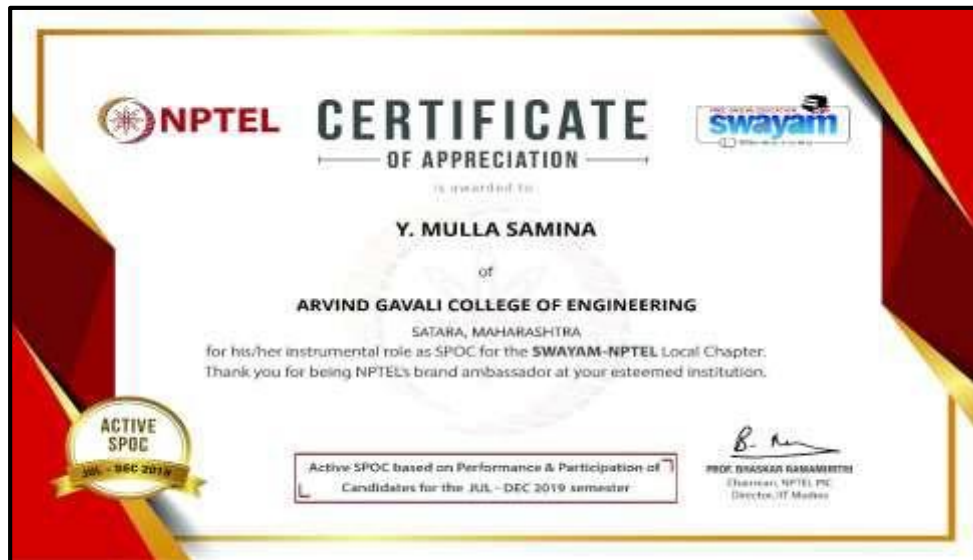 NPTEL
CERTIFICATE
OF APPRECIATION
swayam
is awarded to
Y. MULLA SAMINA
of
ARVIND GAVALI COLLEGE OF ENGINEERING
SATARA, MAHARASHTRA
for his/her instrumental role as SPOC for the SWAYAM-NPTEL Local Chapter.
Thank you for being NPTEL's brand ambassador at your esteemed institution.
ACTIVE
SPOC
JUL - DEC 2019
Active SPOC based on Performance & Participation of
Candidates for the JUL - DEC 2019 semester
PROF. BHASKAR RAMAMURTHI
Chairman, NPTEL PIC
Director, IIT Madras